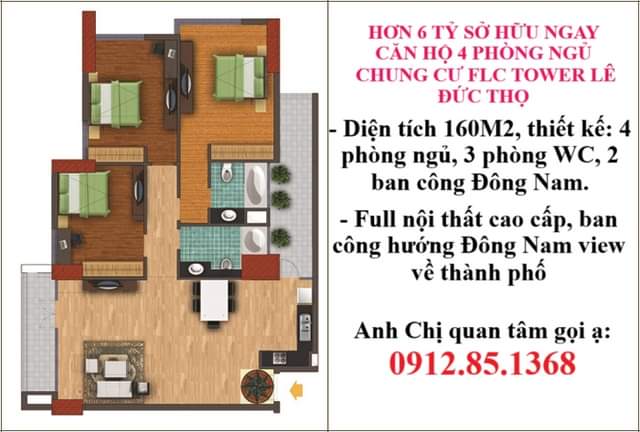 HƠN 6 TỶ SỞ HỮU NGAY
CĂN HỘ 4 PHÒNG NGỦ
CHUNG CƯ FLC TOWER LÊ
ĐỨC THỌ
- Diện tích 160M2, thiết kế: 4
phòng ngủ, 3 phòng WC, 2
ban công Đông Nam.
- Full nội thất cao cấp, ban
công hướng Đông Nam view
về thành phố
Anh Chị quan tâm gọi ạ:
0912.85.1368